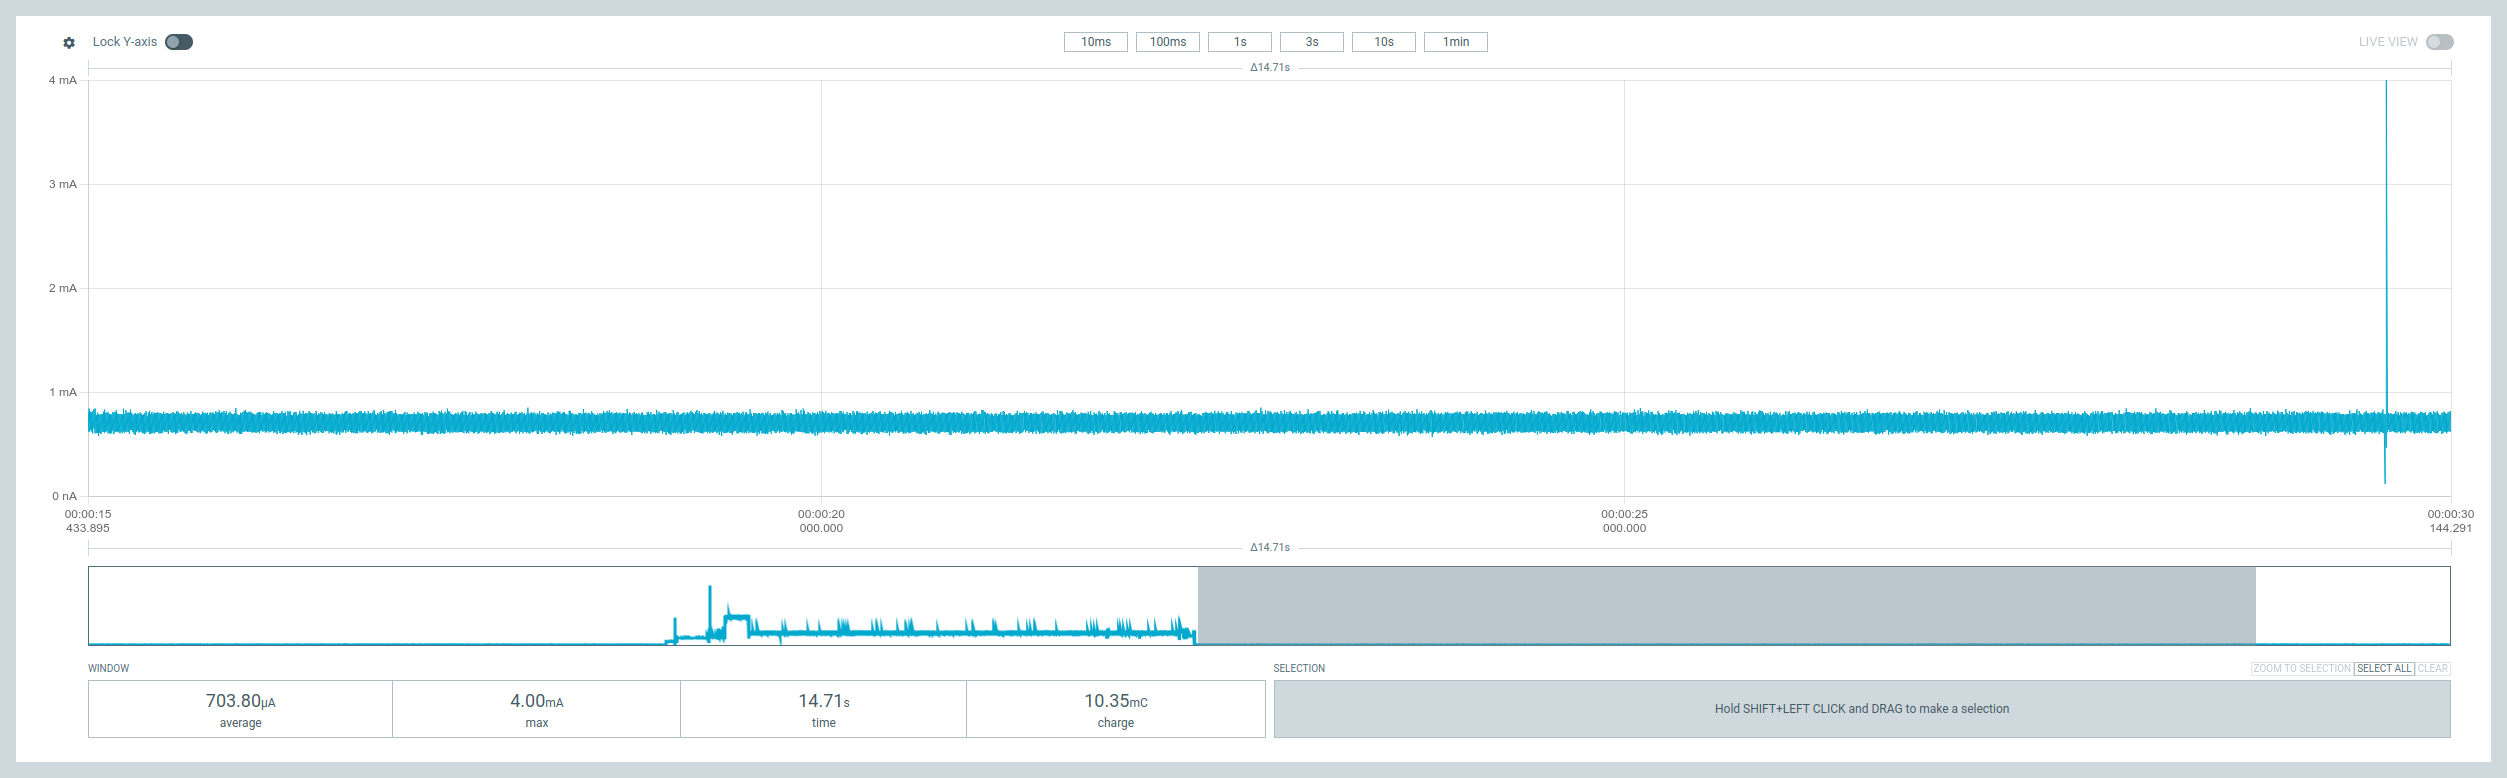 Lock Y-axis
10ms 100ms 1s 3s 10s 1min
LIVE VIEW
Δ14.71s
4 mA
3 mA
2 mA
1 mA
0 nA
00:00:15 00:00:20 00:00:25 00:00:30
433.895 000.000 000.000 144.291
Δ14.71s
WINDOW
SELECTION
ZOOM TO SELECTION SELECT ALL CLEAR
703.80μA 4.00mA 14.71s 10.35mC
average max time charge
Hold SHIFT+LEFT CLICK and DRAG to make a selection